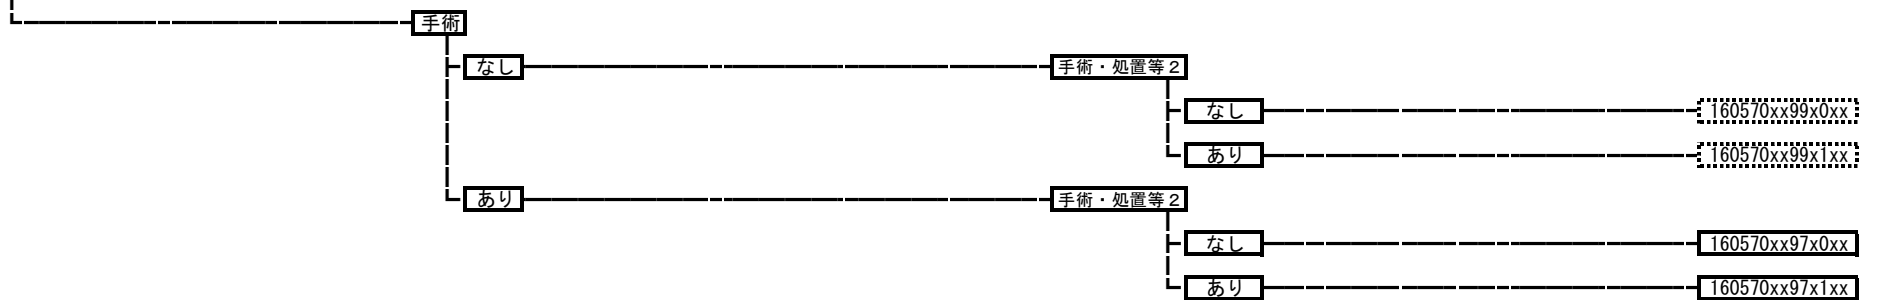 手術
なし 手術・処置等2
なし 160570xx99x0xx
あり 160570xx99x1xx
あり 手術・処置等2
なし 160570xx97x0xx
あり 160570xx97x1xx